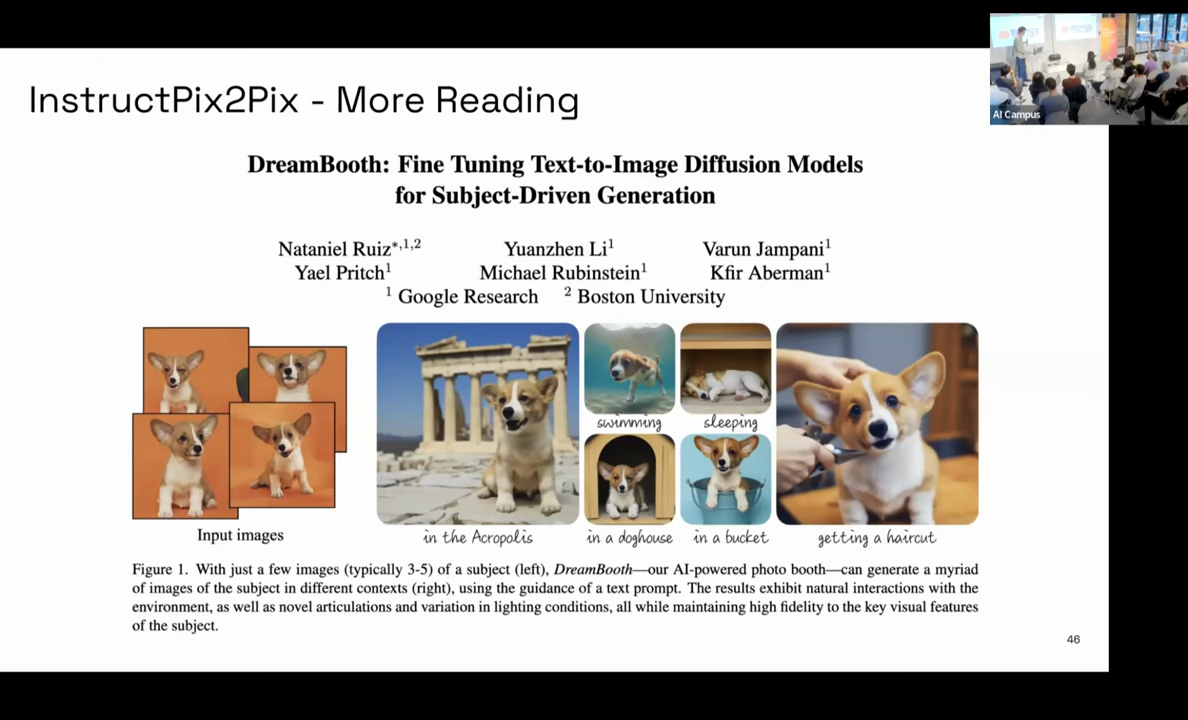 InstructPix2Pix - More Reading
AI Campus
DreamBooth: Fine Tuning Text-to-Image Diffusion Models
for Subject-Driven Generation
Nataniel Ruiz*,1,2 Yuanzhen Li1 Varun Jampani1
Yael Pritch1 Michael Rubinstein1 Kfir Aberman1
1 Google Research 2 Boston University
swimming sleeping
Input images in the Acropolis in a doghouse in a bucket getting a haircut
Figure 1. With just a few images (typically 3-5) of a subject (left), DreamBooth—our AI-powered photo booth—can generate a myriad
of images of the subject in different contexts (right), using the guidance of a text prompt. The results exhibit natural interactions with the
environment, as well as novel articulations and variation in lighting conditions, all while maintaining high fidelity to the key visual features
of the subject.
46